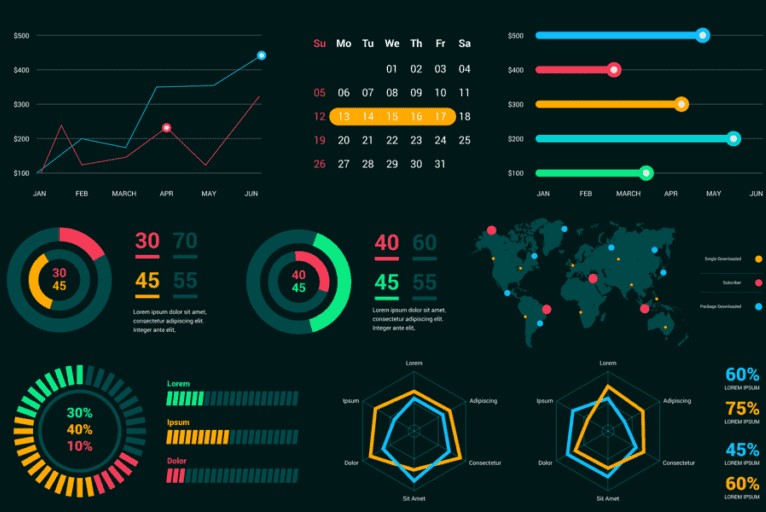 $500
$400
$300
$200
$100
JAN FEB MARCH APR MAY JUN
Su Mo Tu We Th Fr Sa
01 02 03 04
05 06 07 08 09 10 11
12 13 14 15 16 17 18
19 20 21 22 23 24 25
26 27 28 29 30 31
$500
$400
$300
$200
$100
JAN FEB MARCH APR MAY JUN
30
45
30 70
45 55
Lorem ipsum dolor sit amet,
consectetur adipiscing elit.
Integer ante elit,
40
45
40 60
45 55
Lorem ipsum dolor sit amet,
consectetur adipiscing elit.
Integer ante elit,
Single Downloaded
Package Downloaded
30%
40%
10%
Lorem
Ipsum
Dolor
Lorem
Ipsum
Adipiscing
Dolor
Consectetur
Sit Amet
Lorem
Ipsum
Adipiscing
Dolor
Consectetur
Sit Amet
60%
LOREM IPSUM
75%
LOREM IPSUM
45%
LOREM IPSUM
60%
LOREM IPSUM